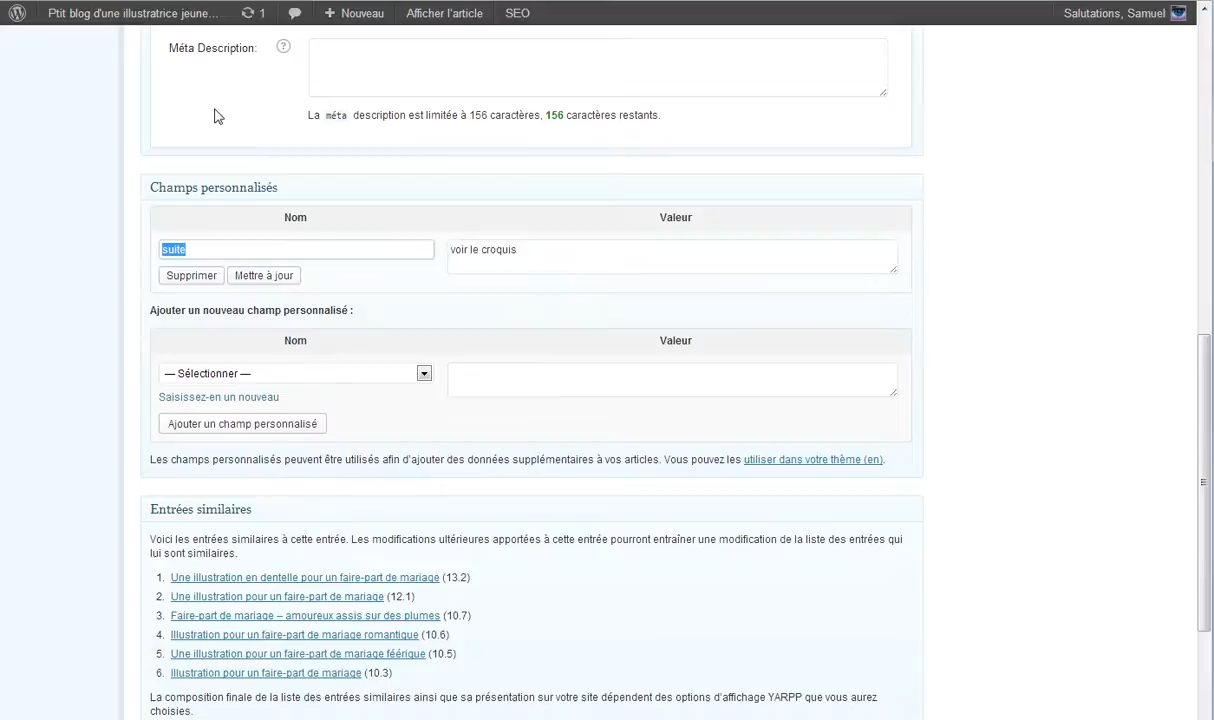 Ptit blog d'une illustratrice jeune... 1 Nouveau Afficher l'article SEO Salutations, Samuel
Méta Description: ?
La méta description est limitée à 156 caractères, 156 caractères restants.
Champs personnalisés
Nom Valeur
suite voir le croquis
Supprimer Mettre à jour
Ajouter un nouveau champ personnalisé :
Nom Valeur
— Sélectionner —
Saisissez-en un nouveau
Ajouter un champ personnalisé
Les champs personnalisés peuvent être utilisés afin d'ajouter des données supplémentaires à vos articles. Vous pouvez les utiliser dans votre thème (en).
Entrées similaires
Voici les entrées similaires à cette entrée. Les modifications ultérieures apportées à cette entrée pourront entraîner une modification de la liste des entrées qui
lui sont similaires.
1. Une illustration en dentelle pour un faire-part de mariage (13.2)
2. Une illustration pour un faire-part de mariage (12.1)
3. Faire-part de mariage – amoureux assis sur des plumes (10.7)
4. Illustration pour un faire-part de mariage romantique (10.6)
5. Une illustration pour un faire-part de mariage féérique (10.5)
6. Illustration pour un faire-part de mariage (10.3)
La composition finale de la liste des entrées similaires ainsi que sa présentation sur votre site dépendent des options d'affichage YARPP que vous aurez
choisies.